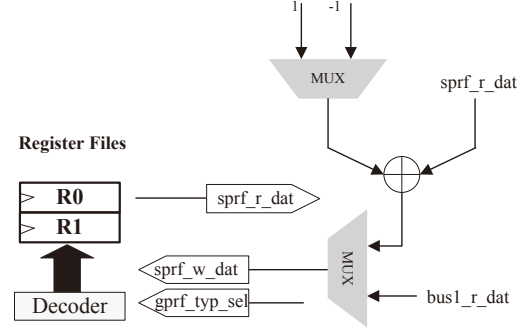 1 -1
MUX
sprf_r_dat
Register Files
R0
sprf_r_dat
R1
MUX
sprf_w_dat
gprf_typ_sel
bus1_r_dat
Decoder